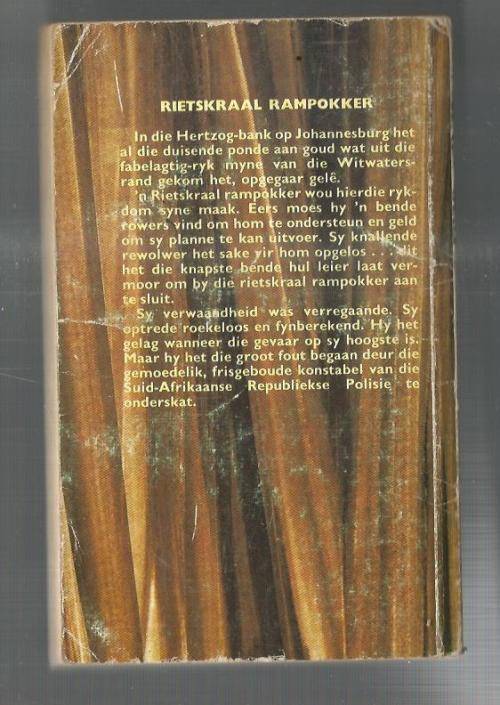 RIETSKRAAL RAMPOKKER
In die Hertzog-bank op Johannesburg het
al die duisende ponde aan goud wat uit die
fabelagtig-ryk myne van die Witwaters-
rand gekom het, opgegaar gelê.
'n Rietskraal rampokker wou hierdie ryk-
dom syne maak. Eers moes hy 'n bende
rowers vind om hom te ondersteun en geld
om sy planne te kan uitvoer. Sy knallende
rewolwer het sake vir hom opgelos . . . dit
het die knapste bende hul leier laat ver-
moor om by die rietskraal rampokker aan
te sluit.
Sy verwaandheid was verregaande. Sy
optrede roekeloos en fynberekend. Hy het
gelag wanneer die gevaar op sy hoogste is.
Maar hy het die groot fout begaan deur die
gemoedelik, frisgeboude konstabel van die
Suid-Afrikaanse Republiekse Polisie te
onderskat.